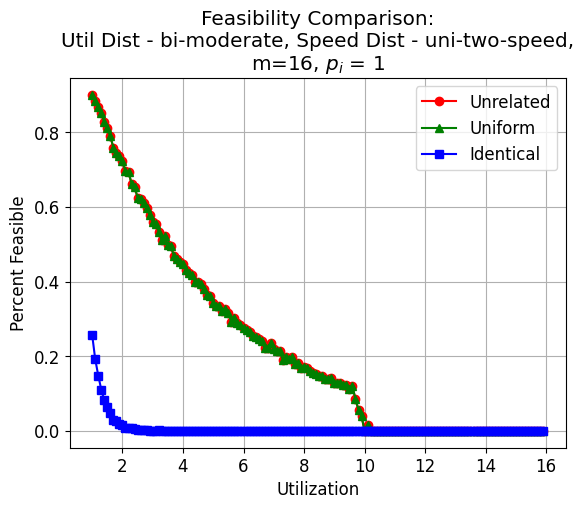 Feasibility Comparison:
Util Dist - bi-moderate, Speed Dist - uni-two-speed,
m=16, $p_i$ = 1
Unrelated
Uniform
Identical
Percent Feasible
0.8
0.6
0.4
0.2
0.0
2 4 6 8 10 12 14 16
Utilization